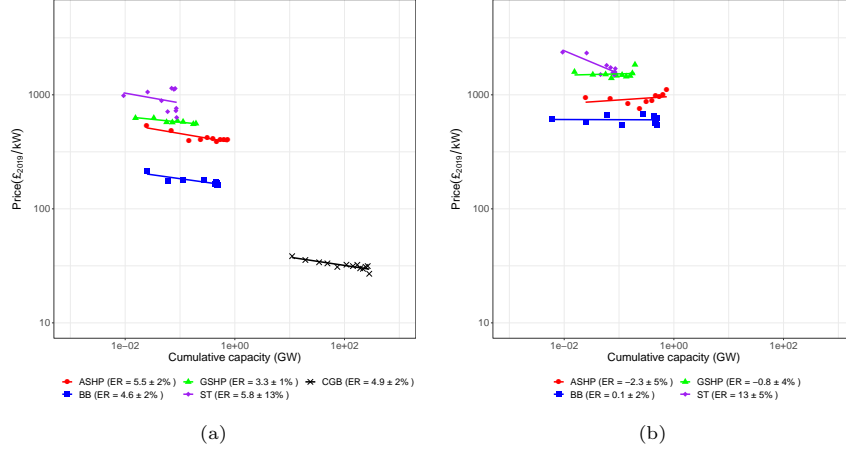 1000
100
10
Price(£2019/kW)
1e−02 1e+00 1e+02
Cumulative capacity (GW)
ASHP (ER = 5.5 ± 2% ) GSHP (ER = 3.3 ± 1% ) CGB (ER = 4.9 ± 2% )
BB (ER = 4.6 ± 2% ) ST (ER = 5.8 ± 13% )
(a)
1000
100
10
Price(£2019/kW)
1e−02 1e+00 1e+02
Cumulative capacity (GW)
ASHP (ER = −2.3 ± 5% ) GSHP (ER = −0.8 ± 4% )
BB (ER = 0.1 ± 2% ) ST (ER = 13 ± 5% )
(b)